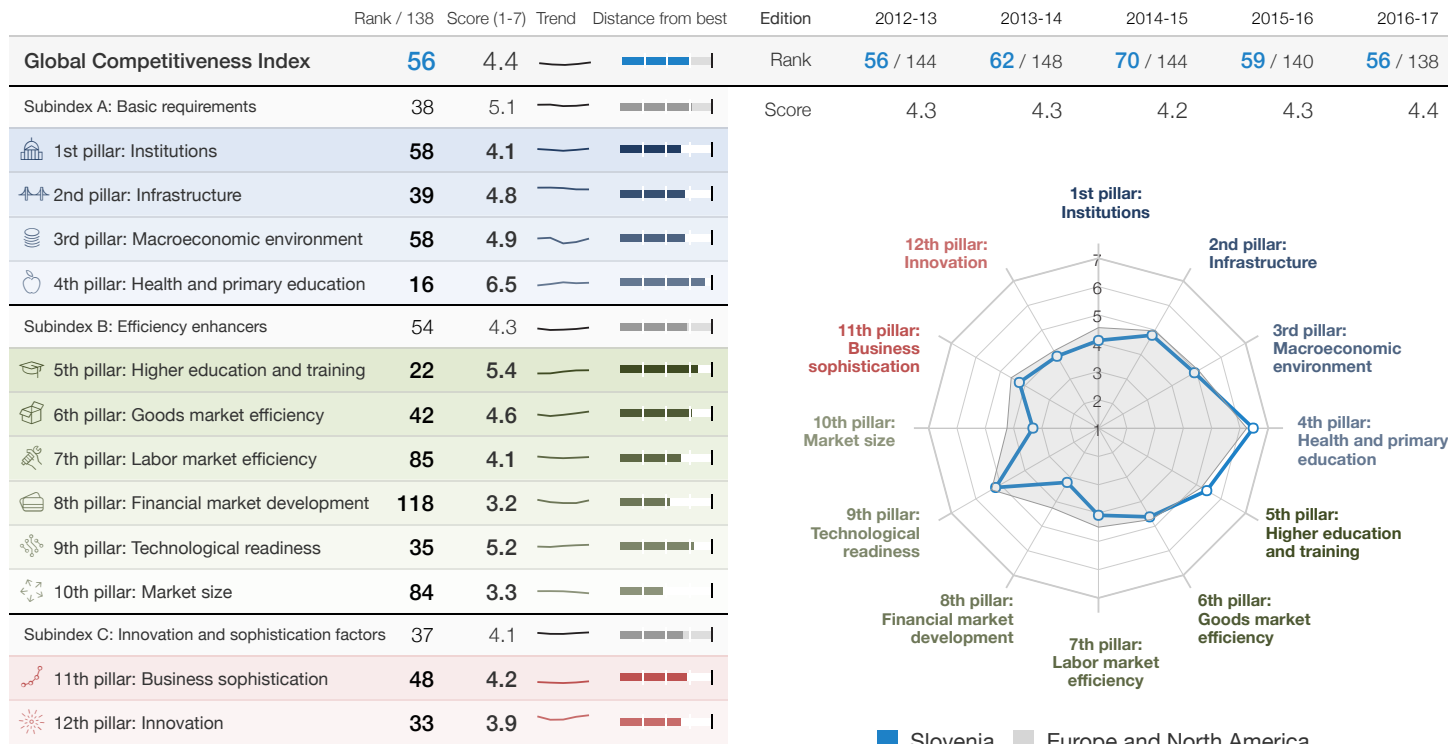 Rank / 138 Score (1-7) Trend Distance from best
Global Competitiveness Index 56 4.4
Subindex A: Basic requirements 38 5.1
1st pillar: Institutions 58 4.1
2nd pillar: Infrastructure 39 4.8
3rd pillar: Macroeconomic environment 58 4.9
4th pillar: Health and primary education 16 6.5
Subindex B: Efficiency enhancers 54 4.3
5th pillar: Higher education and training 22 5.4
6th pillar: Goods market efficiency 42 4.6
7th pillar: Labor market efficiency 85 4.1
8th pillar: Financial market development 118 3.2
9th pillar: Technological readiness 35 5.2
10th pillar: Market size 84 3.3
Subindex C: Innovation and sophistication factors 37 4.1
11th pillar: Business sophistication 48 4.2
12th pillar: Innovation 33 3.9
Edition 2012-13 2013-14 2014-15 2015-16 2016-17
Rank 56 / 144 62 / 148 70 / 144 59 / 140 56 / 138
Score 4.3 4.3 4.2 4.3 4.4
1st pillar:
Institutions
2nd pillar:
Infrastructure
3rd pillar:
Macroeconomic
environment
4th pillar:
Health and primary
education
5th pillar:
Higher education
and training
6th pillar:
Goods market
efficiency
7th pillar:
Labor market
efficiency
8th pillar:
Financial market
development
9th pillar:
Technological
readiness
10th pillar:
Market size
11th pillar:
Business
sophistication
12th pillar:
Innovation
7
6
5
4
3
2
1
Slovenia Europe and North America